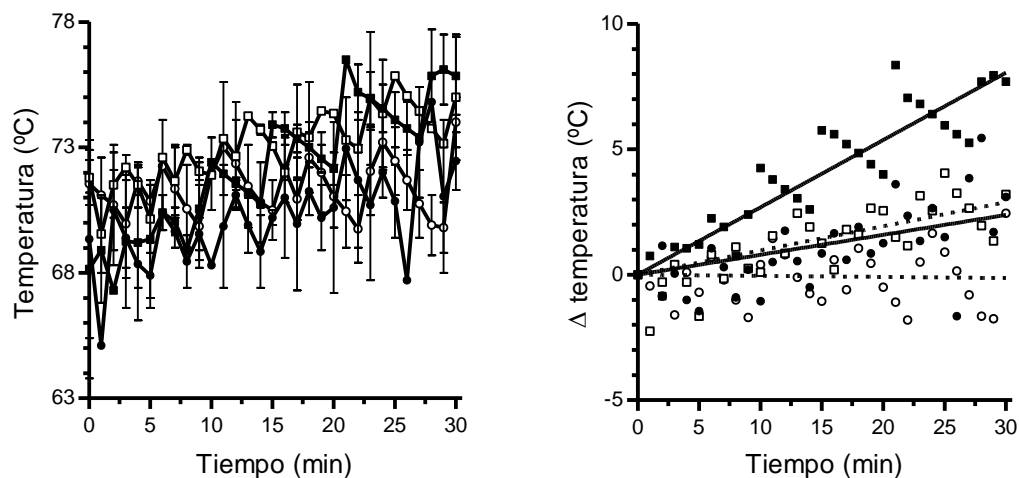 78
73
68
63
Temperatura (ºC)
0 5 10 15 20 25 30
Tiempo (min)
10
5
0
-5
Δ temperatura (ºC)
0 5 10 15 20 25 30
Tiempo (min)